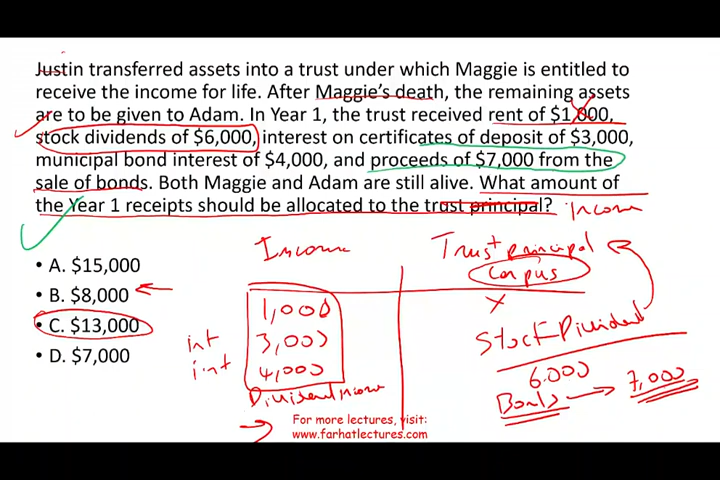 Justin transferred assets into a trust under which Maggie is entitled to
receive the income for life. After Maggie's death, the remaining assets
are to be given to Adam. In Year 1, the trust received rent of $1,000,
stock dividends of $6,000, interest on certificates of deposit of $3,000,
municipal bond interest of $4,000, and proceeds of $7,000 from the
sale of bonds. Both Maggie and Adam are still alive. What amount of
the Year 1 receipts should be allocated to the trust principal? income
• A. $15,000
• B. $8,000
• C. $13,000
• D. $7,000
Income
1,000
int 3,000
int 4,000
Dividend Income
Trust principal
Corpus
X
Stock Dividend
6.000
Bonds → 7,000
For more lectures, visit:
www.farhatlectures.com